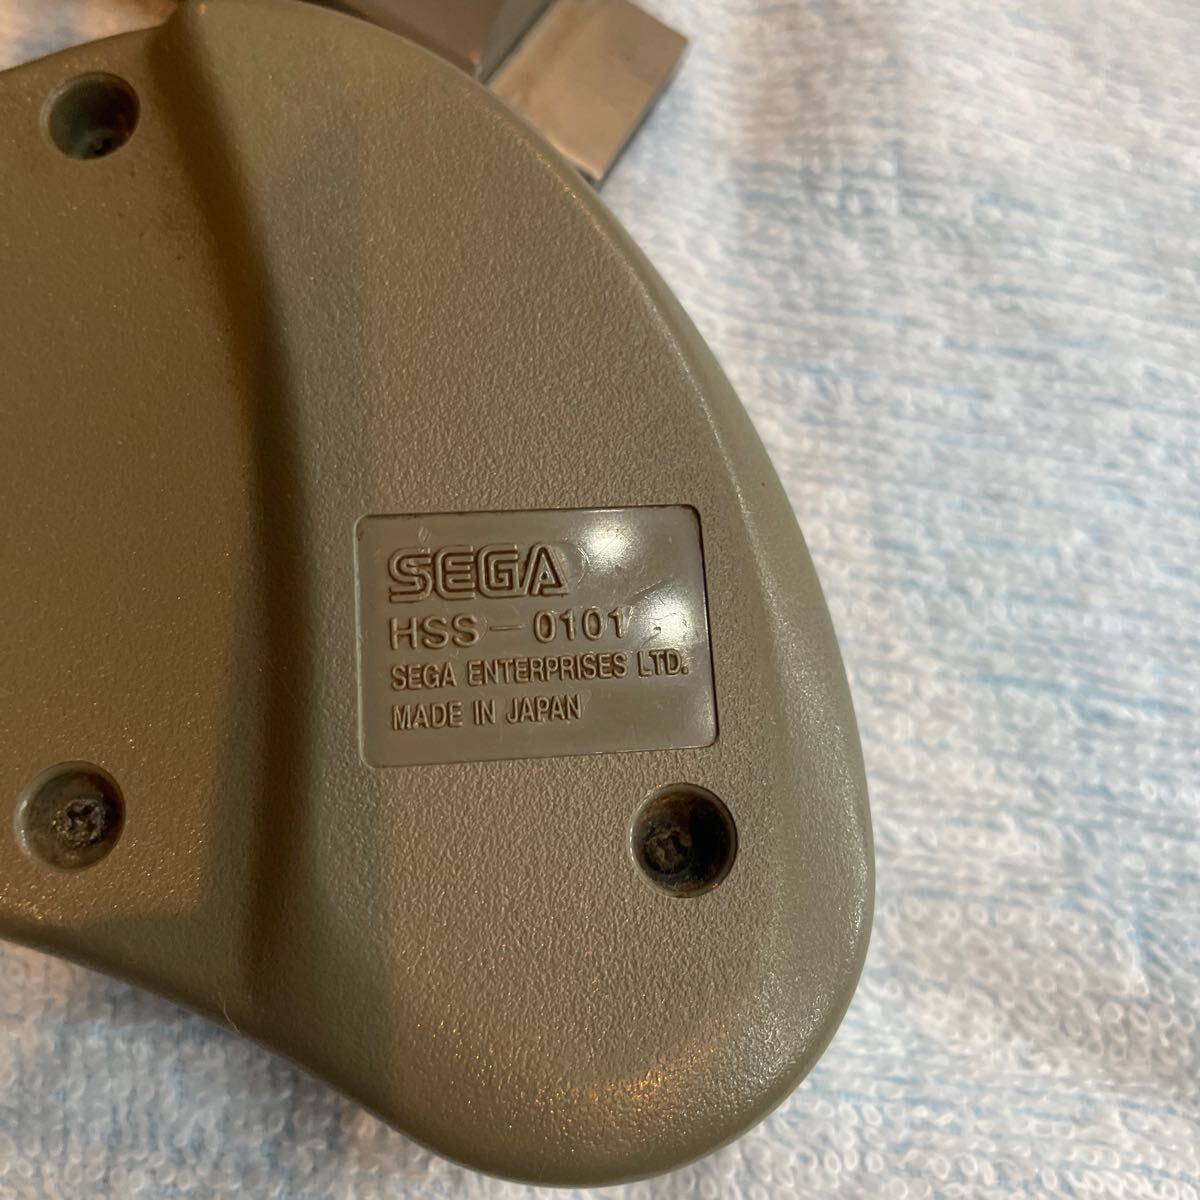 SEGA
HSS-0101
SEGA ENTERPRISES LTD.
MADE IN JAPAN